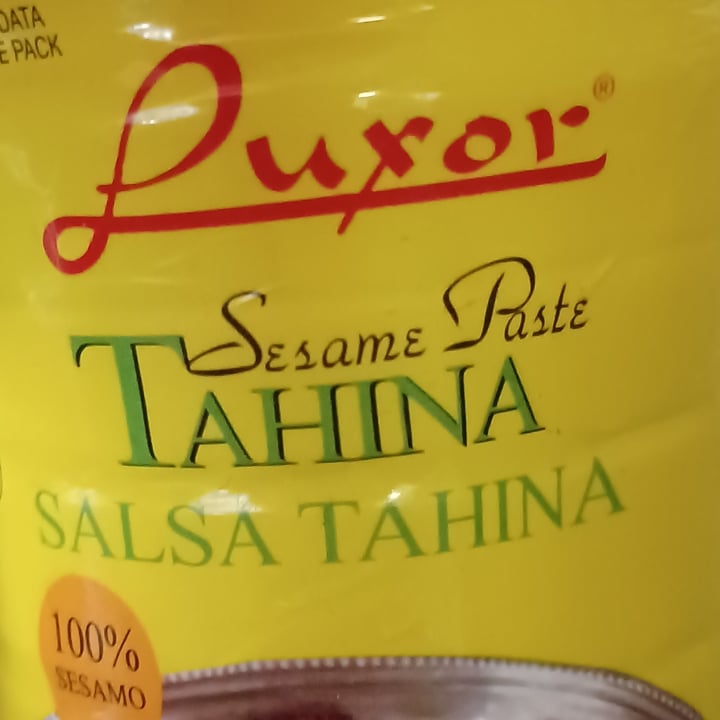 DATA
E PACK
Luxor®
Sesame Paste
TAHINA
SALSA TAHINA
100%
SESAMO